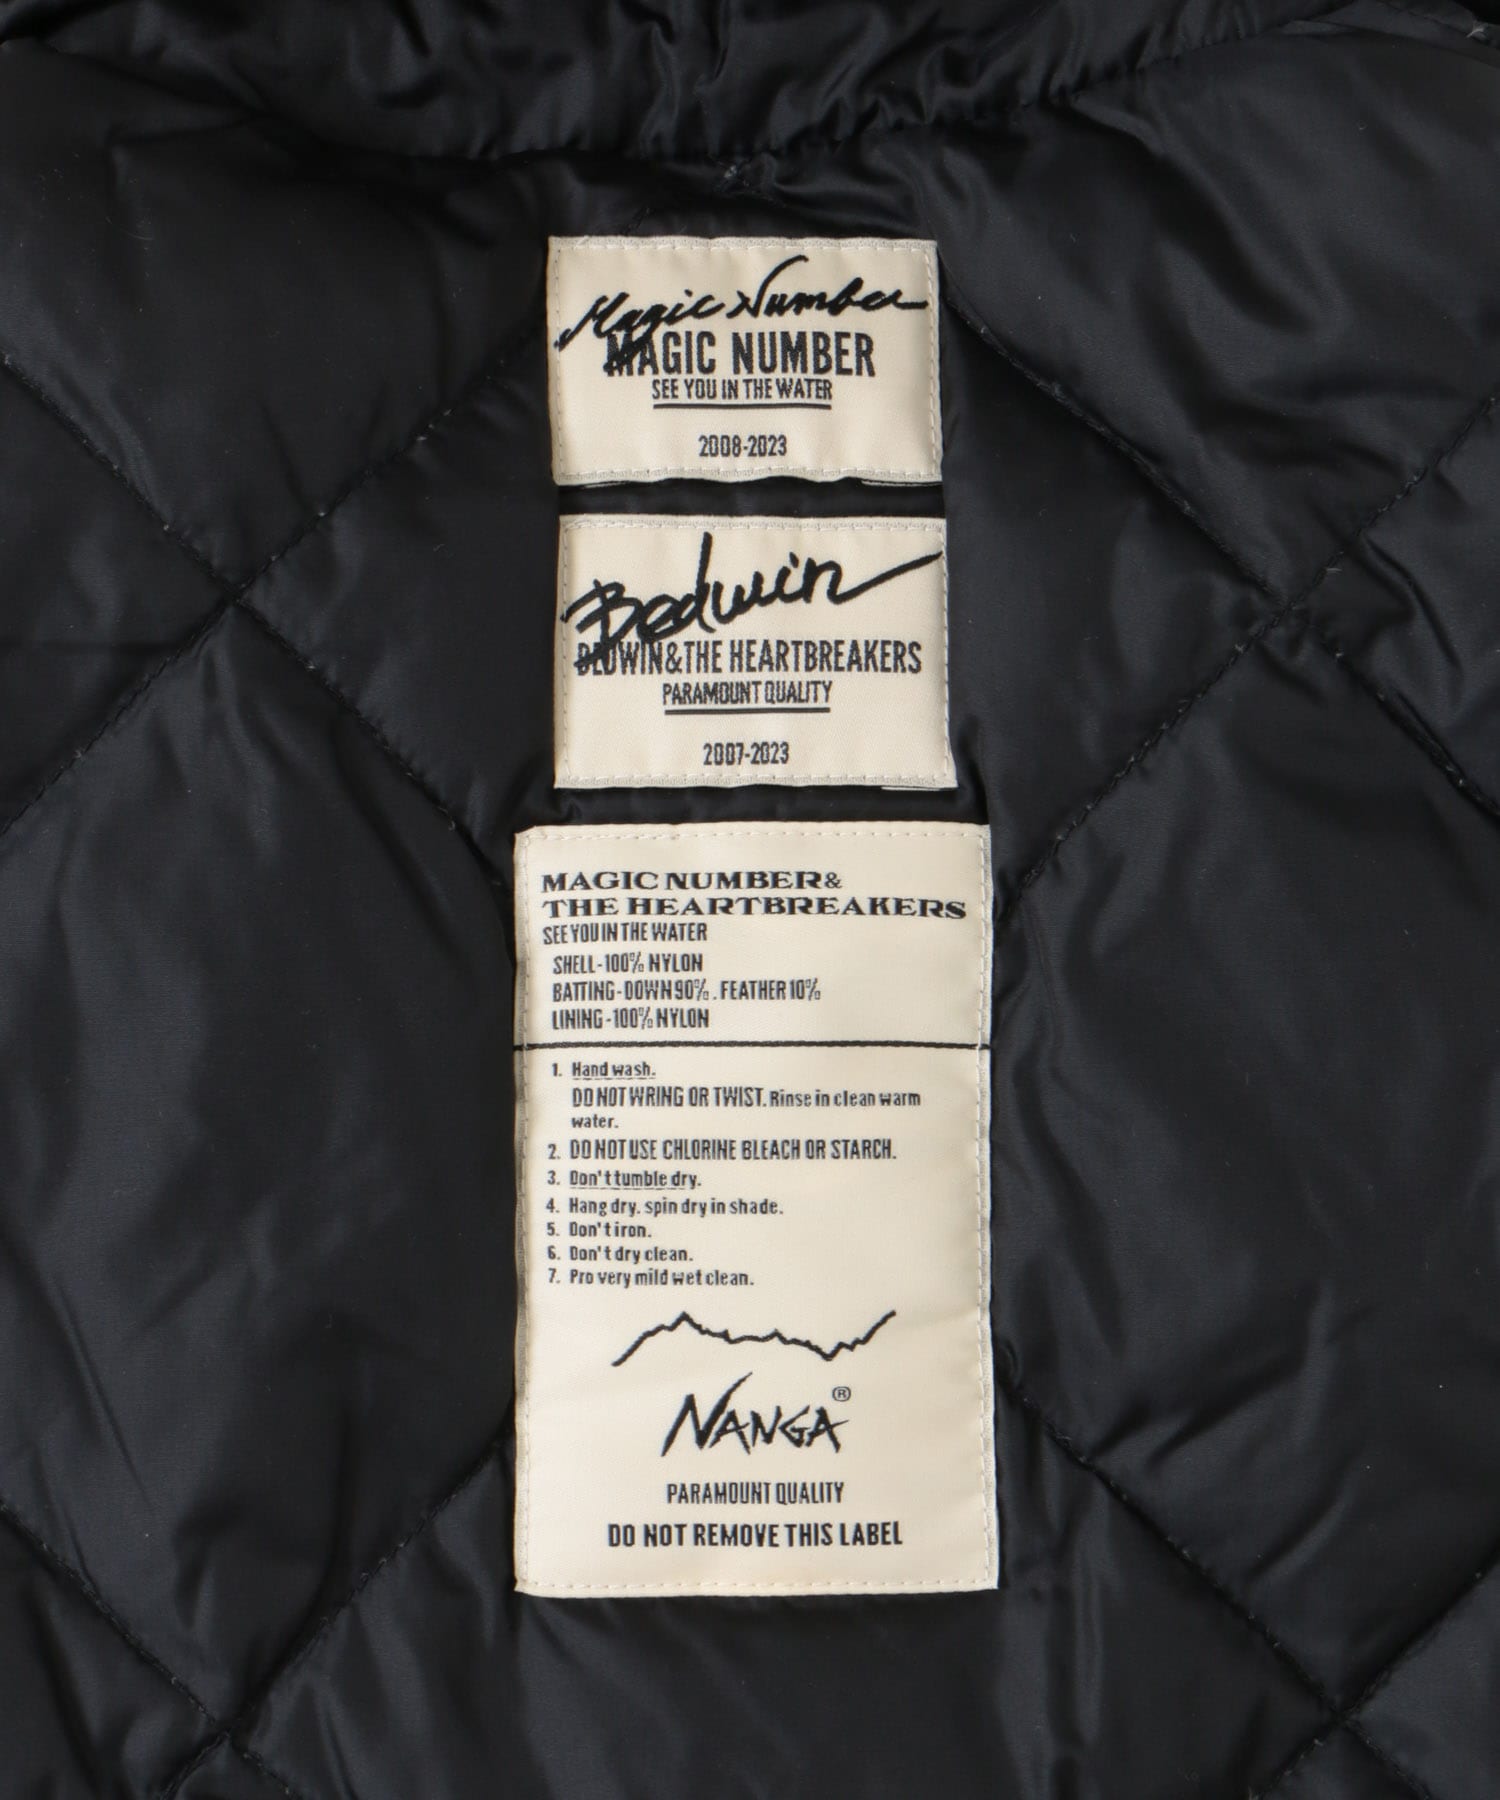 Magic Number
MAGIC NUMBER
SEE YOU IN THE WATER
2008-2023
Bedwin
BEDWIN&THE HEARTBREAKERS
PARAMOUNT QUALITY
2007-2023
MAGIC NUMBER&
THE HEARTBREAKERS
SEE YOU IN THE WATER
SHELL-100% NYLON
BATTING-DOWN 90%. FEATHER 10%
LINING-100% NYLON
1. Hand wash.
DO NOT WRING OR TWIST. Rinse in clean warm
water.
2. DO NOT USE CHLORINE BLEACH OR STARCH.
3. Don't tumble dry.
4. Hang dry. spin dry in shade.
5. Don't iron.
6. Don't dry clean.
7. Pro very mild wet clean.
NANGA®
PARAMOUNT QUALITY
DO NOT REMOVE THIS LABEL